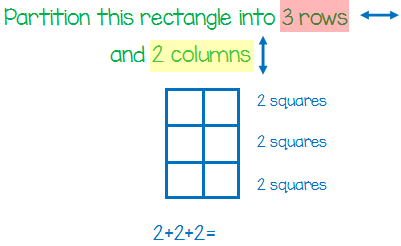 Partition this rectangle into 3 rows
and 2 columns
2 squares
2 squares
2 squares
2+2+2=